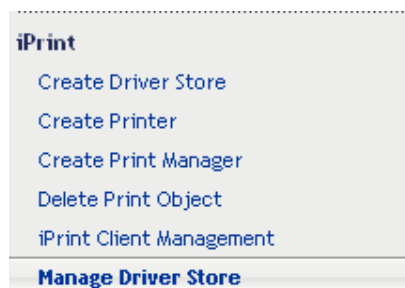 iPrint
Create Driver Store
Create Printer
Create Print Manager
Delete Print Object
iPrint Client Management
Manage Driver Store